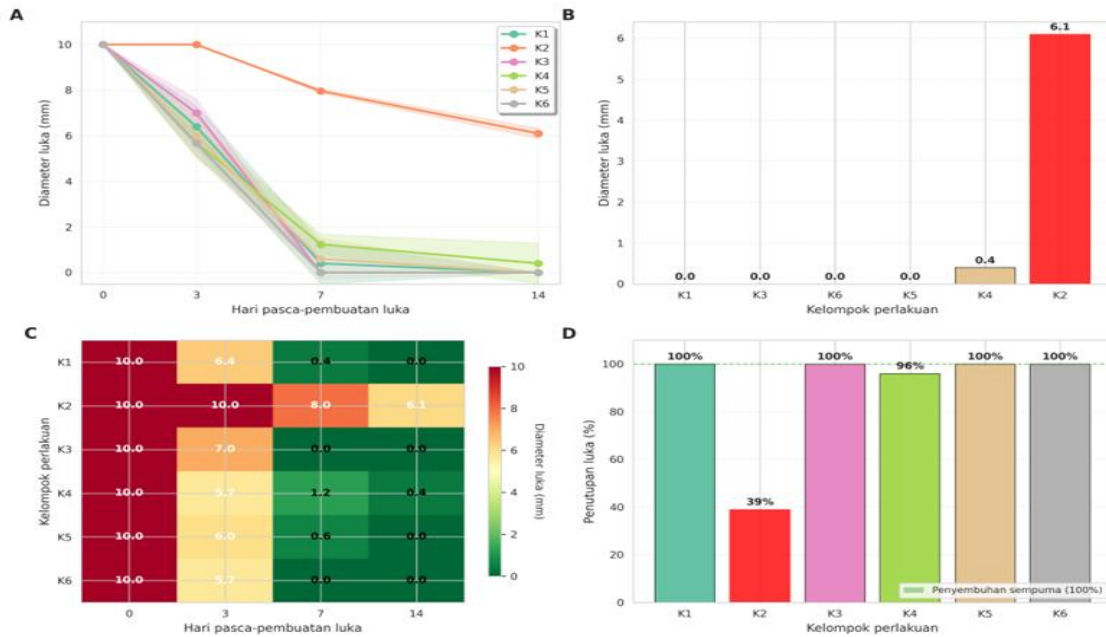 A
Diameter luka (mm)
10
8
6
4
2
0
K1
K2
K3
K4
K5
K6
0
3
7
14
Hari pasca-pembuatan luka
B
Diameter luka (mm)
6
5
4
3
2
1
0
0.0
0.0
0.0
0.0
0.4
6.1
K1
K3
K6
K5
K4
K2
Kelompok perlakuan
C
Kelompok perlakuan
K1
10.0
6.4
0.4
0.0
K2
10.0
10.0
8.0
6.1
K3
10.0
7.0
0.0
0.0
K4
10.0
5.7
1.2
0.4
K5
10.0
6.0
0.6
0.0
K6
10.0
5.7
0.0
0.0
0
3
7
14
Hari pasca-pembuatan luka
10
8
6
4
2
0
Diameter luka (mm)
D
Penutupan luka (%)
100
80
60
40
20
0
100%
39%
100%
96%
100%
100%
Penyembuhan sempurna (100%)
K1
K2
K3
K4
K5
K6
Kelompok perlakuan